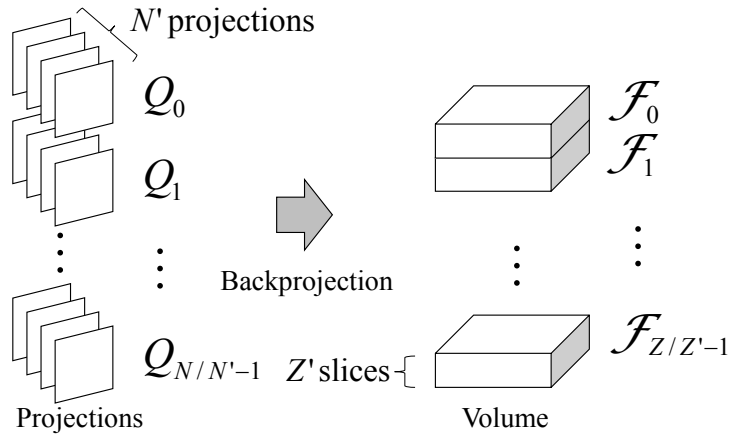 N' projections
Q₀
Q₁
⋮ ⋮
Backprojection
Q_{N/N'−1}
Projections
ℱ₀
ℱ₁
⋮ ⋮
ℱ_{Z/Z'−1}
Z' slices
Volume